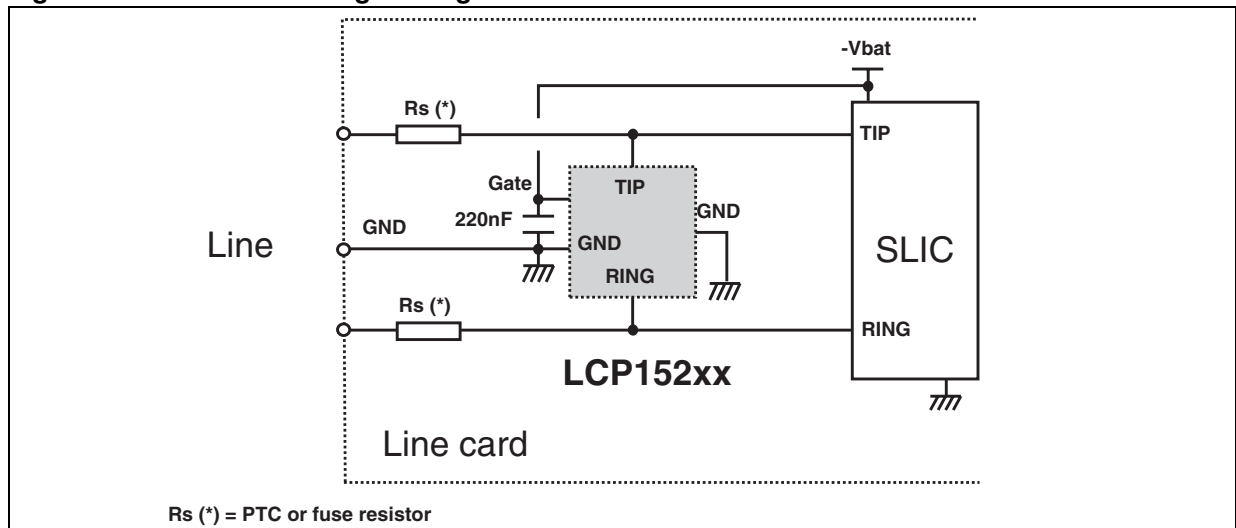 -Vbat
Rs (*)
TIP
Gate
TIP
220nF
GND
GND
GND
Line
SLIC
RING
Rs (*)
RING
LCP152xx
Line card
Rs (*) = PTC or fuse resistor